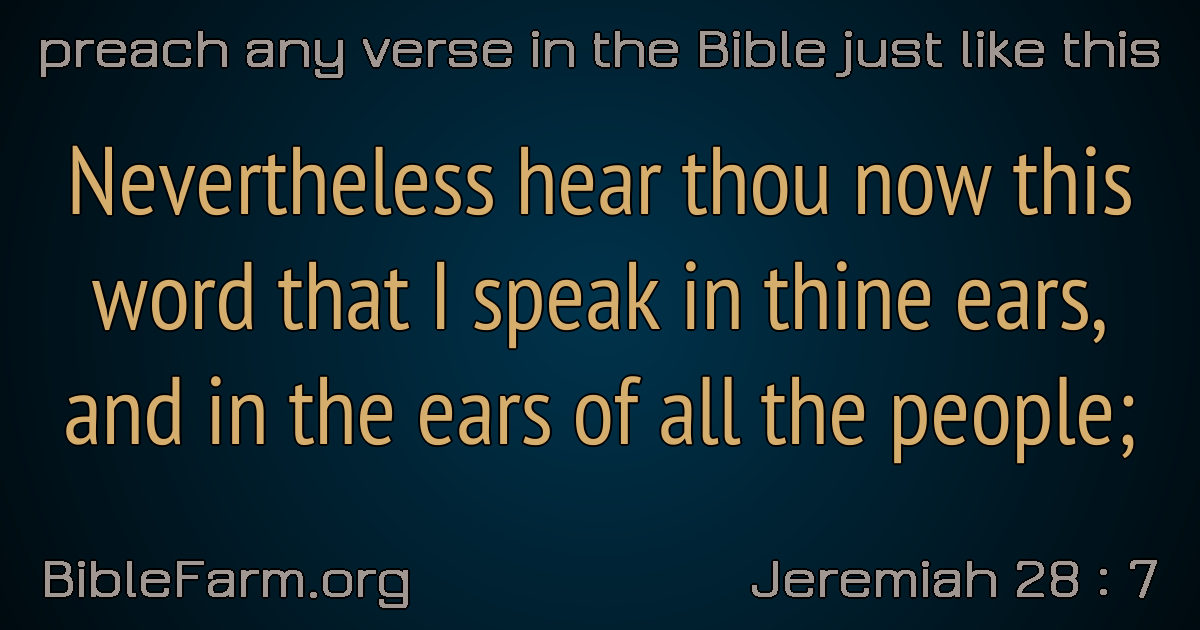 preach any verse in the Bible just like this
Nevertheless hear thou now this
word that I speak in thine ears,
and in the ears of all the people;
BibleFarm.org
Jeremiah 28 : 7